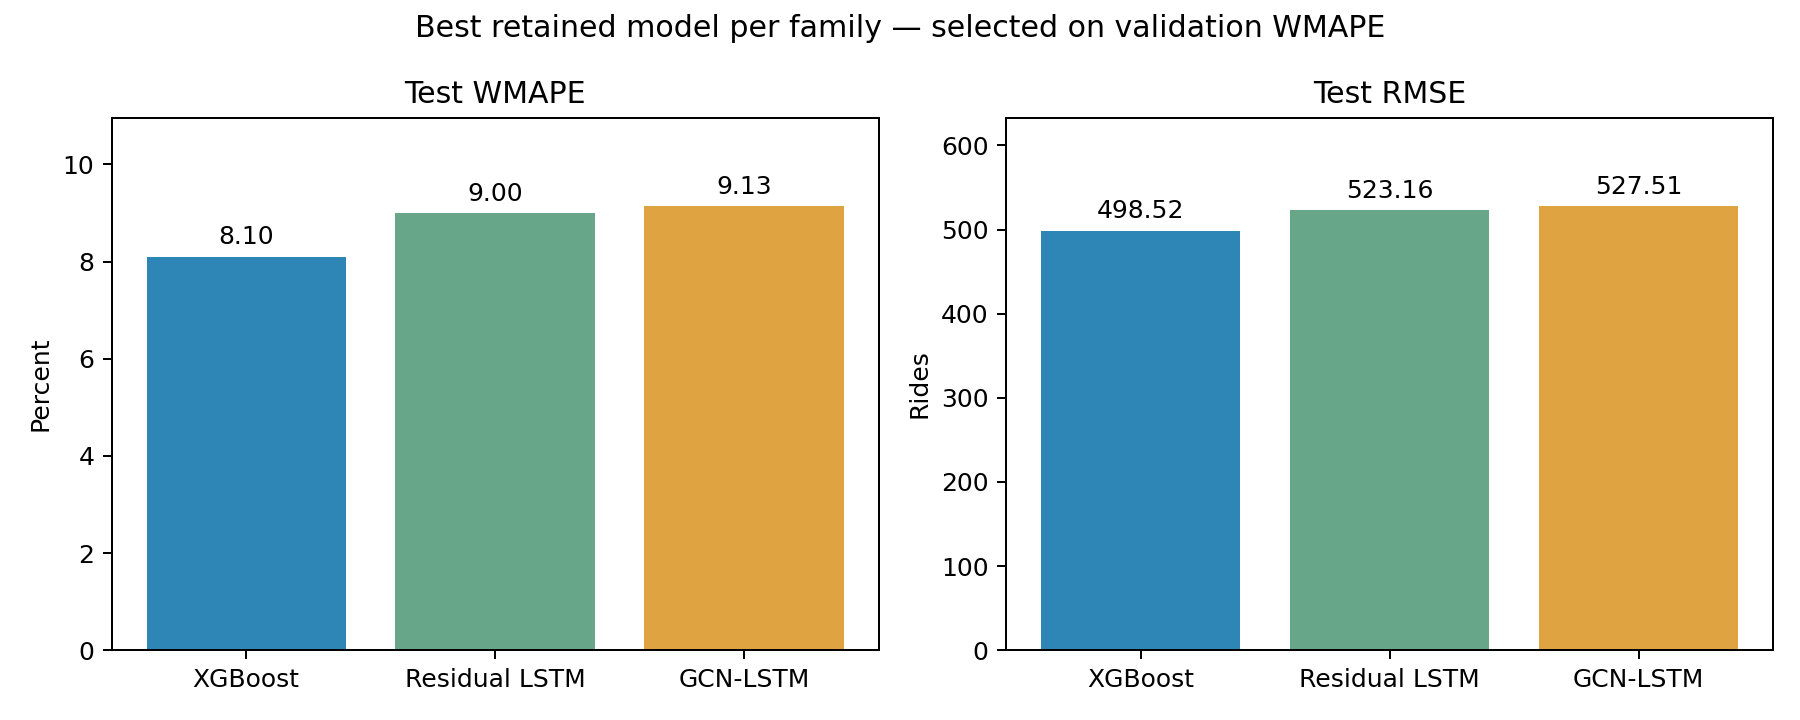 Best retained model per family — selected on validation WMAPE
Test WMAPE
Percent
10
8
6
4
2
0
8.10
9.00
9.13
XGBoost
Residual LSTM
GCN-LSTM
Test RMSE
Rides
600
500
400
300
200
100
0
498.52
523.16
527.51
XGBoost
Residual LSTM
GCN-LSTM